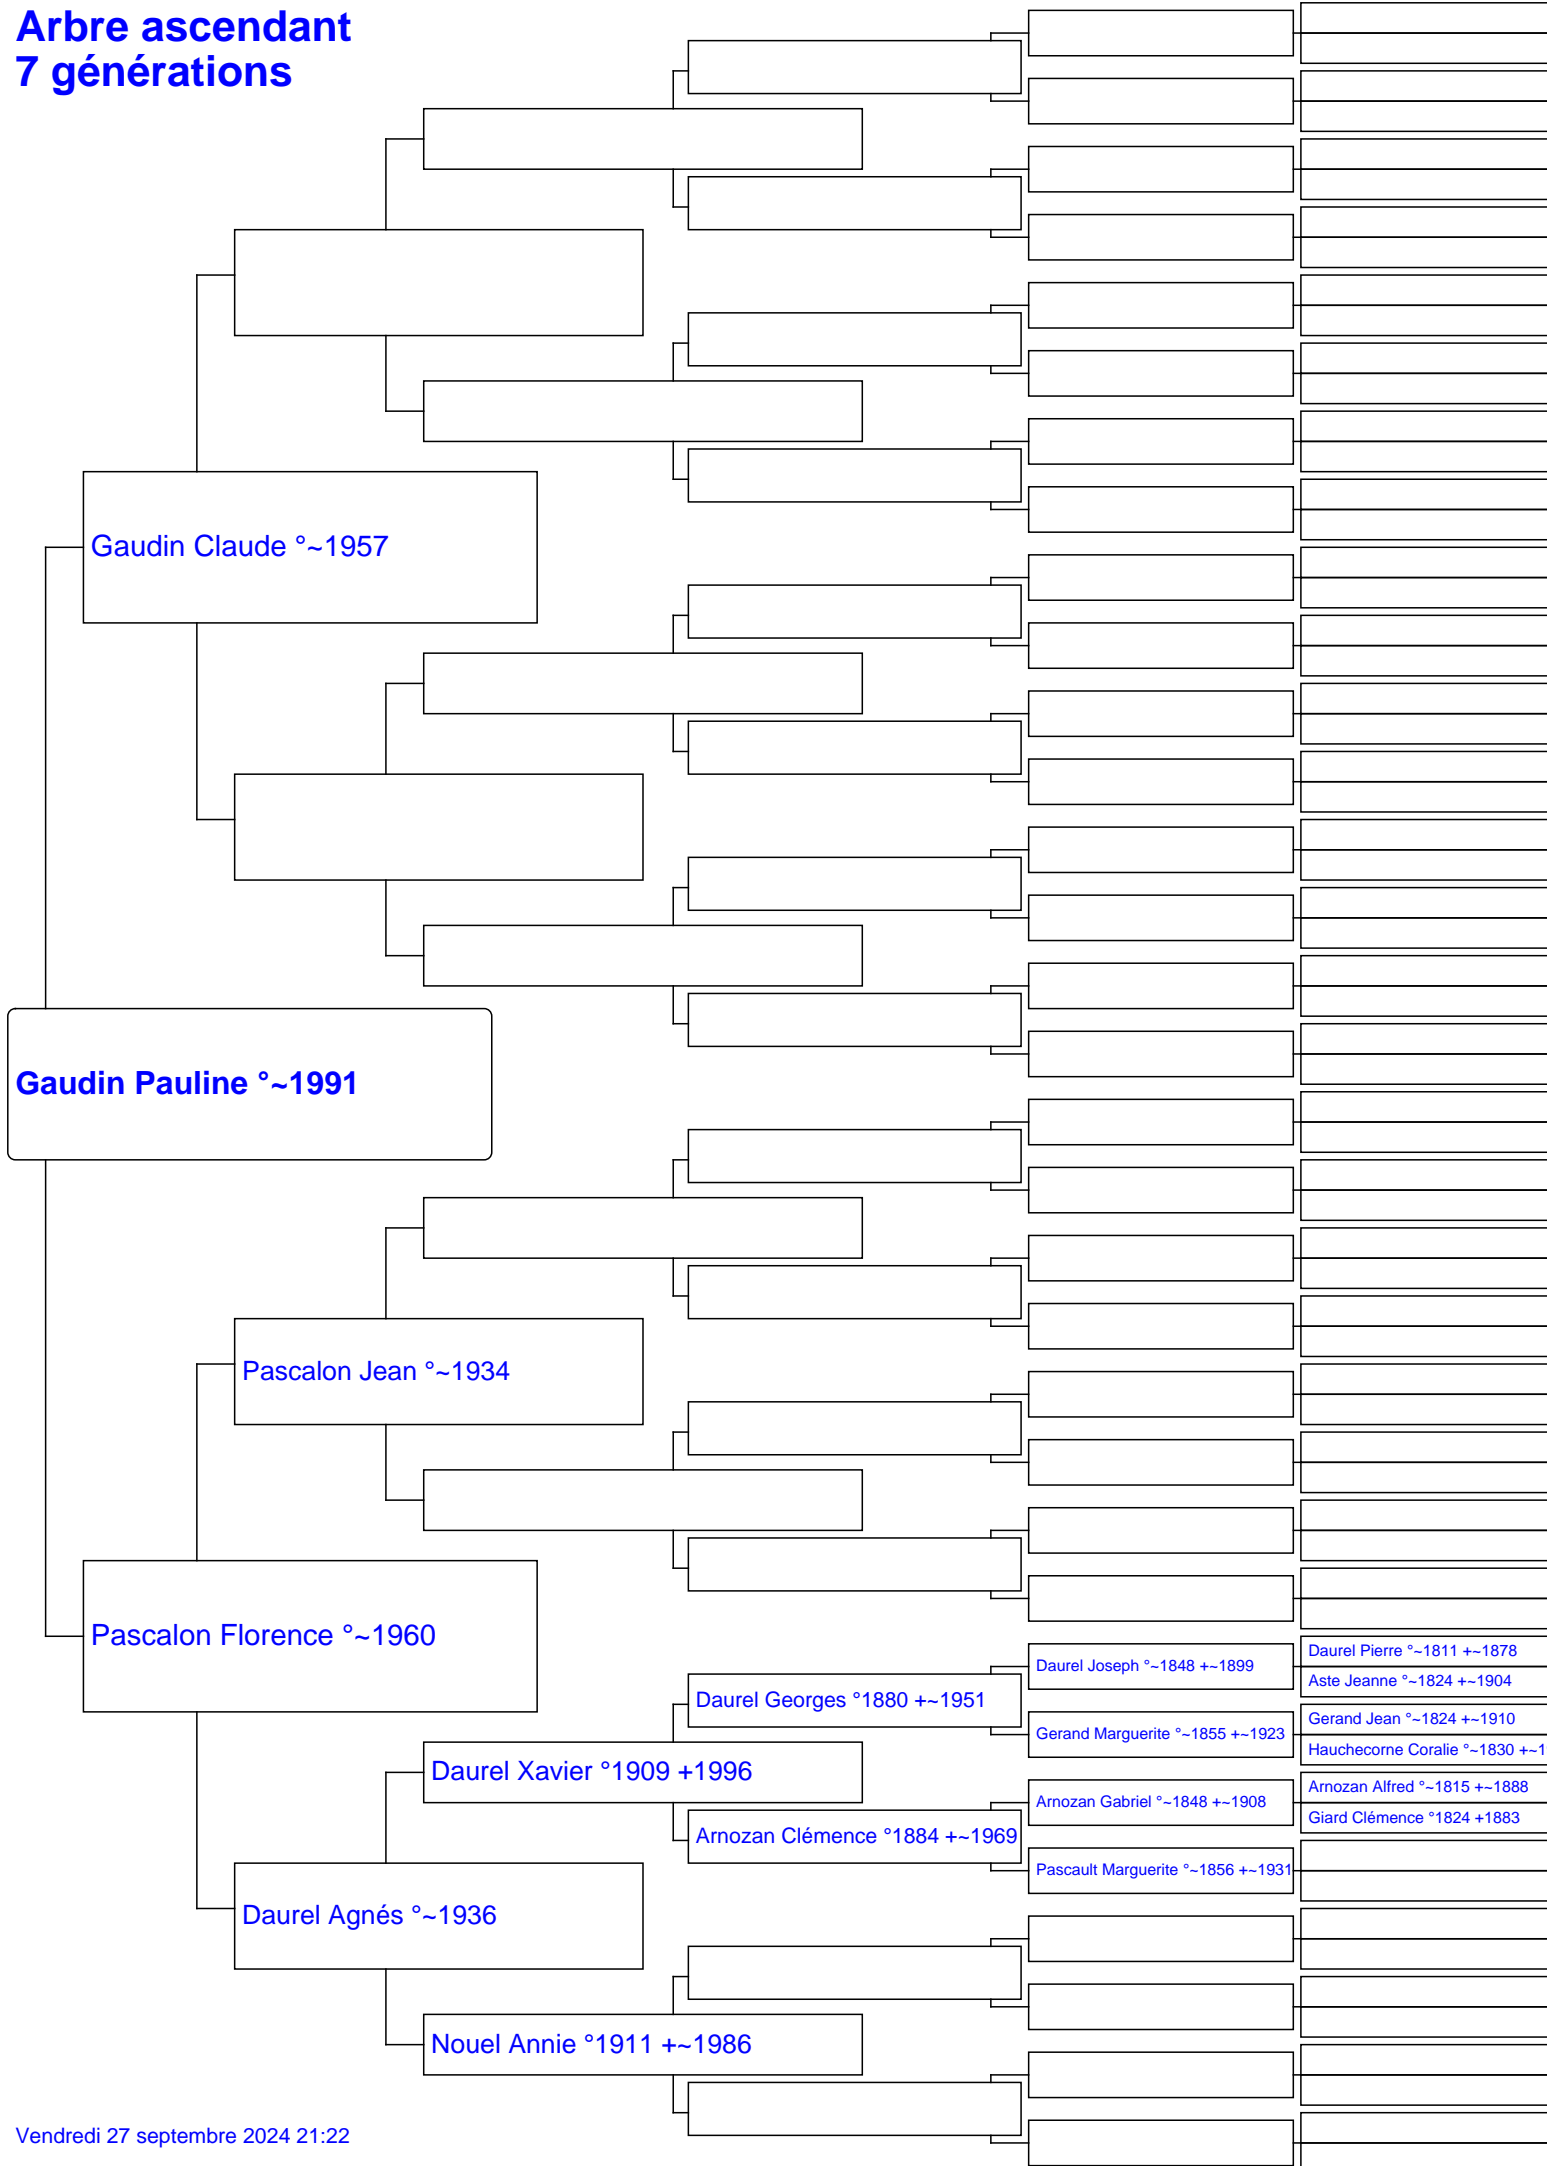 Arbre ascendant
7 générations
Gaudin Claude °~1957
Gaudin Pauline °~1991
Pascalon Jean °~1934
Pascalon Florence °~1960
Daurel Pierre °~1811 +~1878
Daurel Joseph °~1848 +~1899
Aste Jeanne °~1824 +~1904
Daurel Georges °1880 +~1951
Gerand Jean °~1824 +~1910
Gerand Marguerite °~1855 +~1923
Hauchecorne Coralie °~1830 +~1
Daurel Xavier °1909 +1996
Arnozan Alfred °~1815 +~1888
Arnozan Gabriel °~1848 +~1908
Giard Clémence °1824 +1883
Arnozan Clémence °1884 +~1969
Pascault Marguerite °~1856 +~1931
Daurel Agnés °~1936
Nouel Annie °1911 +~1986
Vendredi 27 septembre 2024 21:22